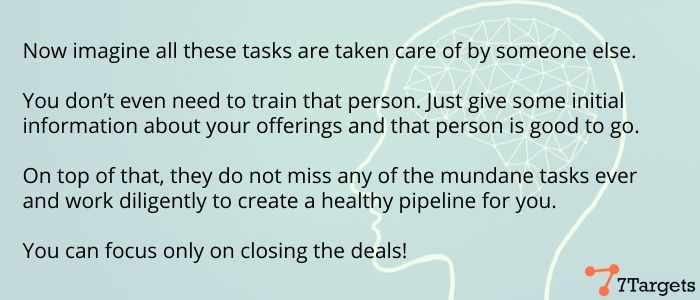 Now imagine all these tasks are taken care of by someone else.
You don’t even need to train that person. Just give some initial
information about your offerings and that person is good to go.
On top of that, they do not miss any of the mundane tasks ever
and work diligently to create a healthy pipeline for you.
You can focus only on closing the deals!
7Targets